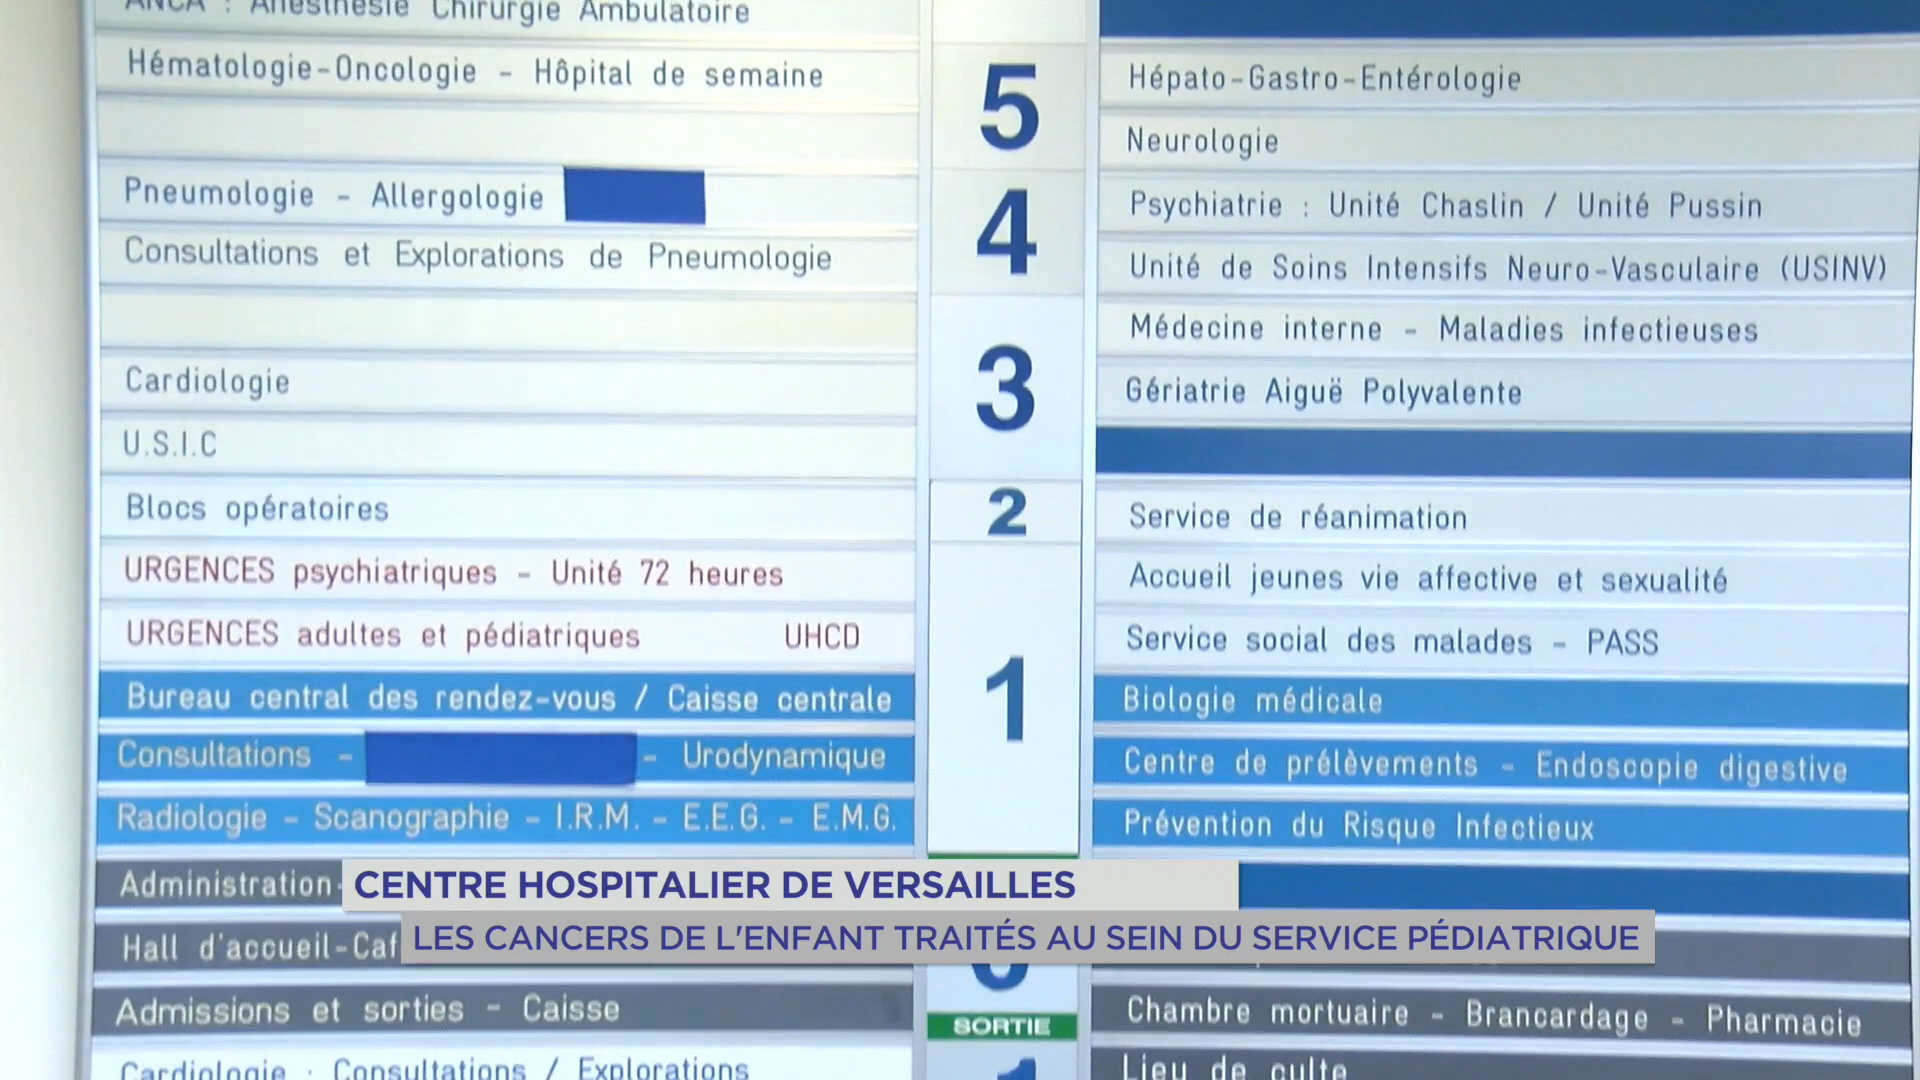 ANCA : Anesthésie Chirurgie Ambulatoire
Hématologie-Oncologie - Hôpital de semaine
Pneumologie - Allergologie
Consultations et Explorations de Pneumologie
Cardiologie
U.S.I.C
Blocs opératoires
URGENCES psychiatriques - Unité 72 heures
URGENCES adultes et pédiatriques UHCD
Bureau central des rendez-vous / Caisse centrale
Consultations - - Urodynamique
Radiologie - Scanographie - I.R.M. - E.E.G. - E.M.G.
Administration
Hall d'accueil-Caf
Admissions et sorties - Caisse
Cardiologie : Consultations / Explorations
5
4
3
2
1
SORTIE
Hépato-Gastro-Entérologie
Neurologie
Psychiatrie : Unité Chaslin / Unité Pussin
Unité de Soins Intensifs Neuro-Vasculaire (USINV)
Médecine interne - Maladies infectieuses
Gériatrie Aiguë Polyvalente
Service de réanimation
Accueil jeunes vie affective et sexualité
Service social des malades - PASS
Biologie médicale
Centre de prélèvements - Endoscopie digestive
Prévention du Risque Infectieux
Chambre mortuaire - Brancardage - Pharmacie
Lieu de culte
CENTRE HOSPITALIER DE VERSAILLES
LES CANCERS DE L'ENFANT TRAITÉS AU SEIN DU SERVICE PÉDIATRIQUE